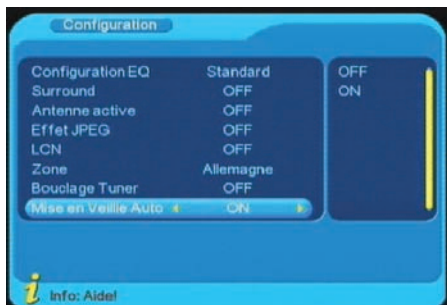 Configuration
Configuration EQ Standard OFF
Surround OFF ON
Antenne active OFF
Effet JPEG OFF
LCN OFF
Zone Allemagne
Bouclage Tuner OFF
Mise en Veille Auto ON
Info: Aide!